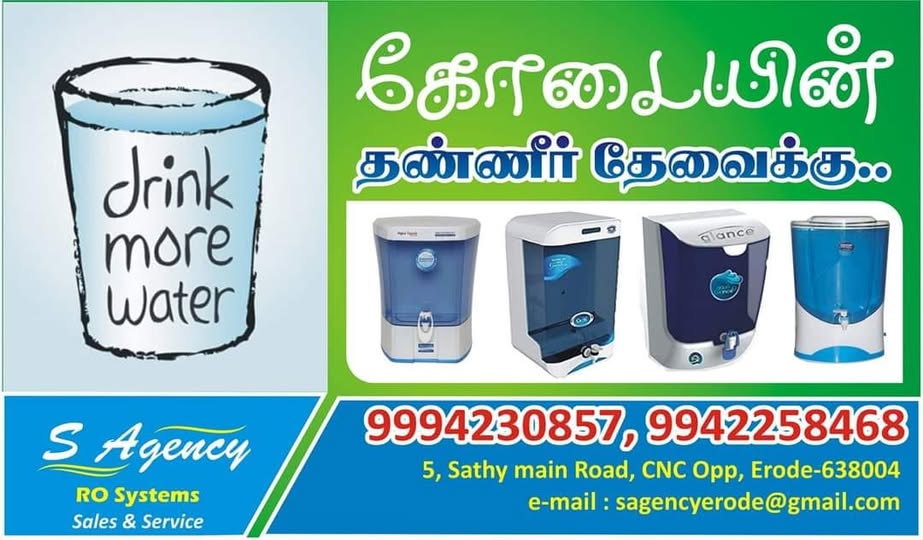 drink
more
water
கோடையின்
தண்ணீர் தேவைக்கு..
glance
S Agency
RO Systems
Sales & Service
9994230857, 9942258468
5, Sathy main Road, CNC Opp, Erode-638004
e-mail : sagencyerode@gmail.com